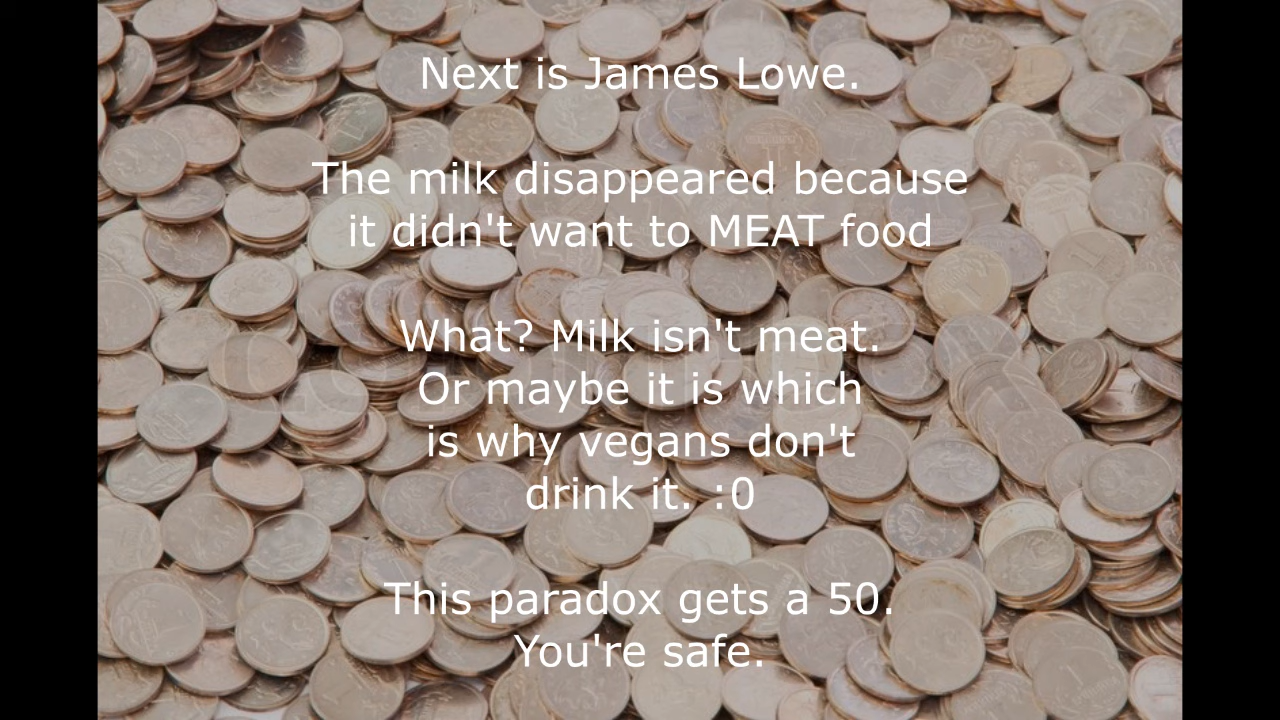 Next is James Lowe.
The milk disappeared because
it didn't want to MEAT food
What? Milk isn't meat.
Or maybe it is which
is why vegans don't
drink it. :0
This paradox gets a 50.
You're safe.